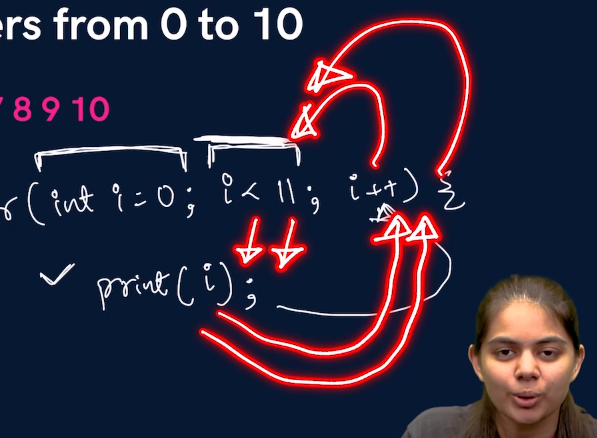 ers from 0 to 10
7 8 9 10
r(int i=0; i<11; i++) {
print(i);